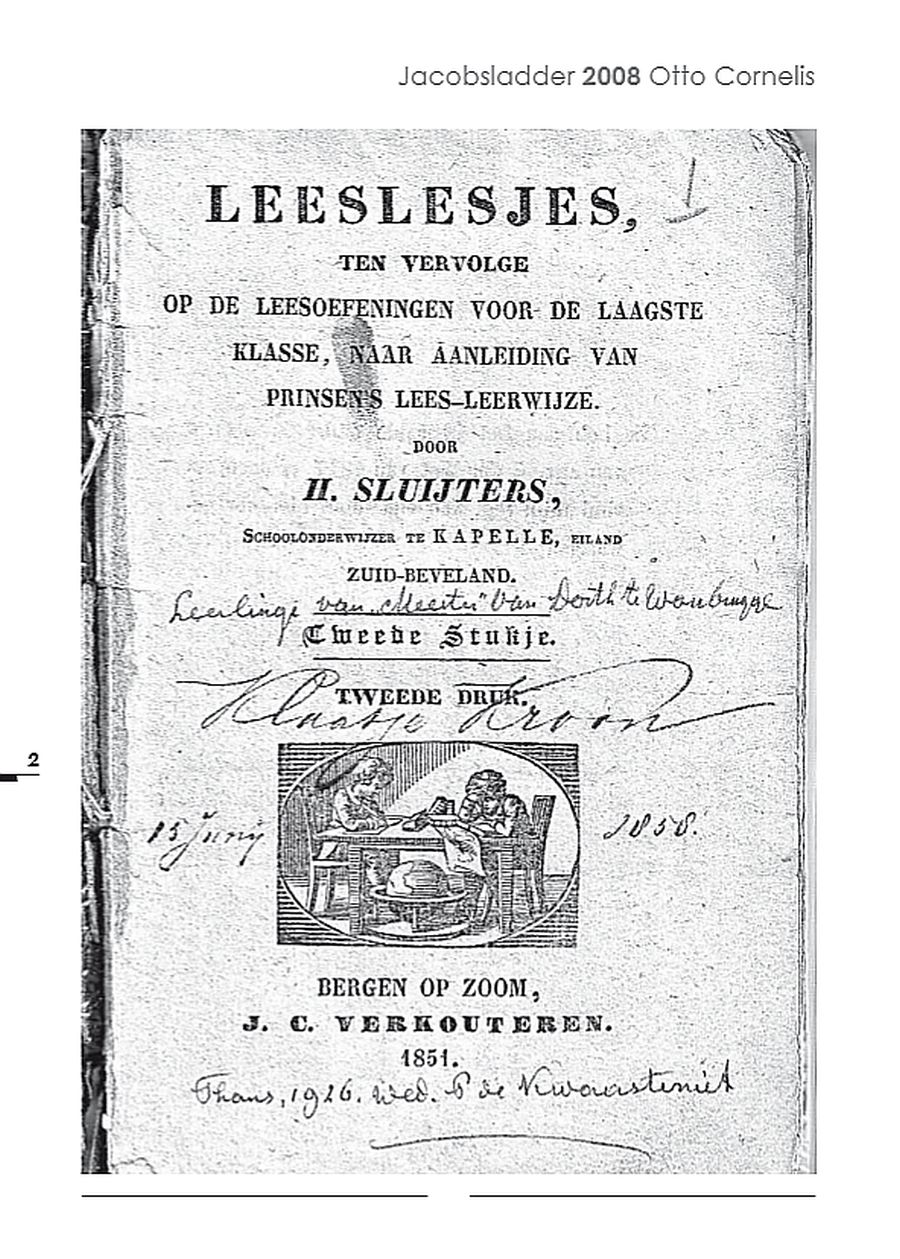 Jacobsladder 2008 Otto Cornelis
LEESLESJES,
TEN VERVOLGE
OP DE LEESOEFENINGEN VOOR DE LAAGSTE
KLASSE, NAAR AANLEIDING VAN
PRINSEN'S LEES-LEERWIJZE.
DOOR
H. SLUIJTERS,
SCHOOLONDERWIJZER TE KAPELLE, EILAND
ZUID-BEVELAND.
Leerlinge van "Meester" Van Dorth te
Tweede Stukje.
TWEEDE DRUK.
Klaasje Kroon
2
15 Junij 1858.
BERGEN OP ZOOM,
J. C. VERKOUTEREN.
1851.
Thans, 1926. Wed. P de